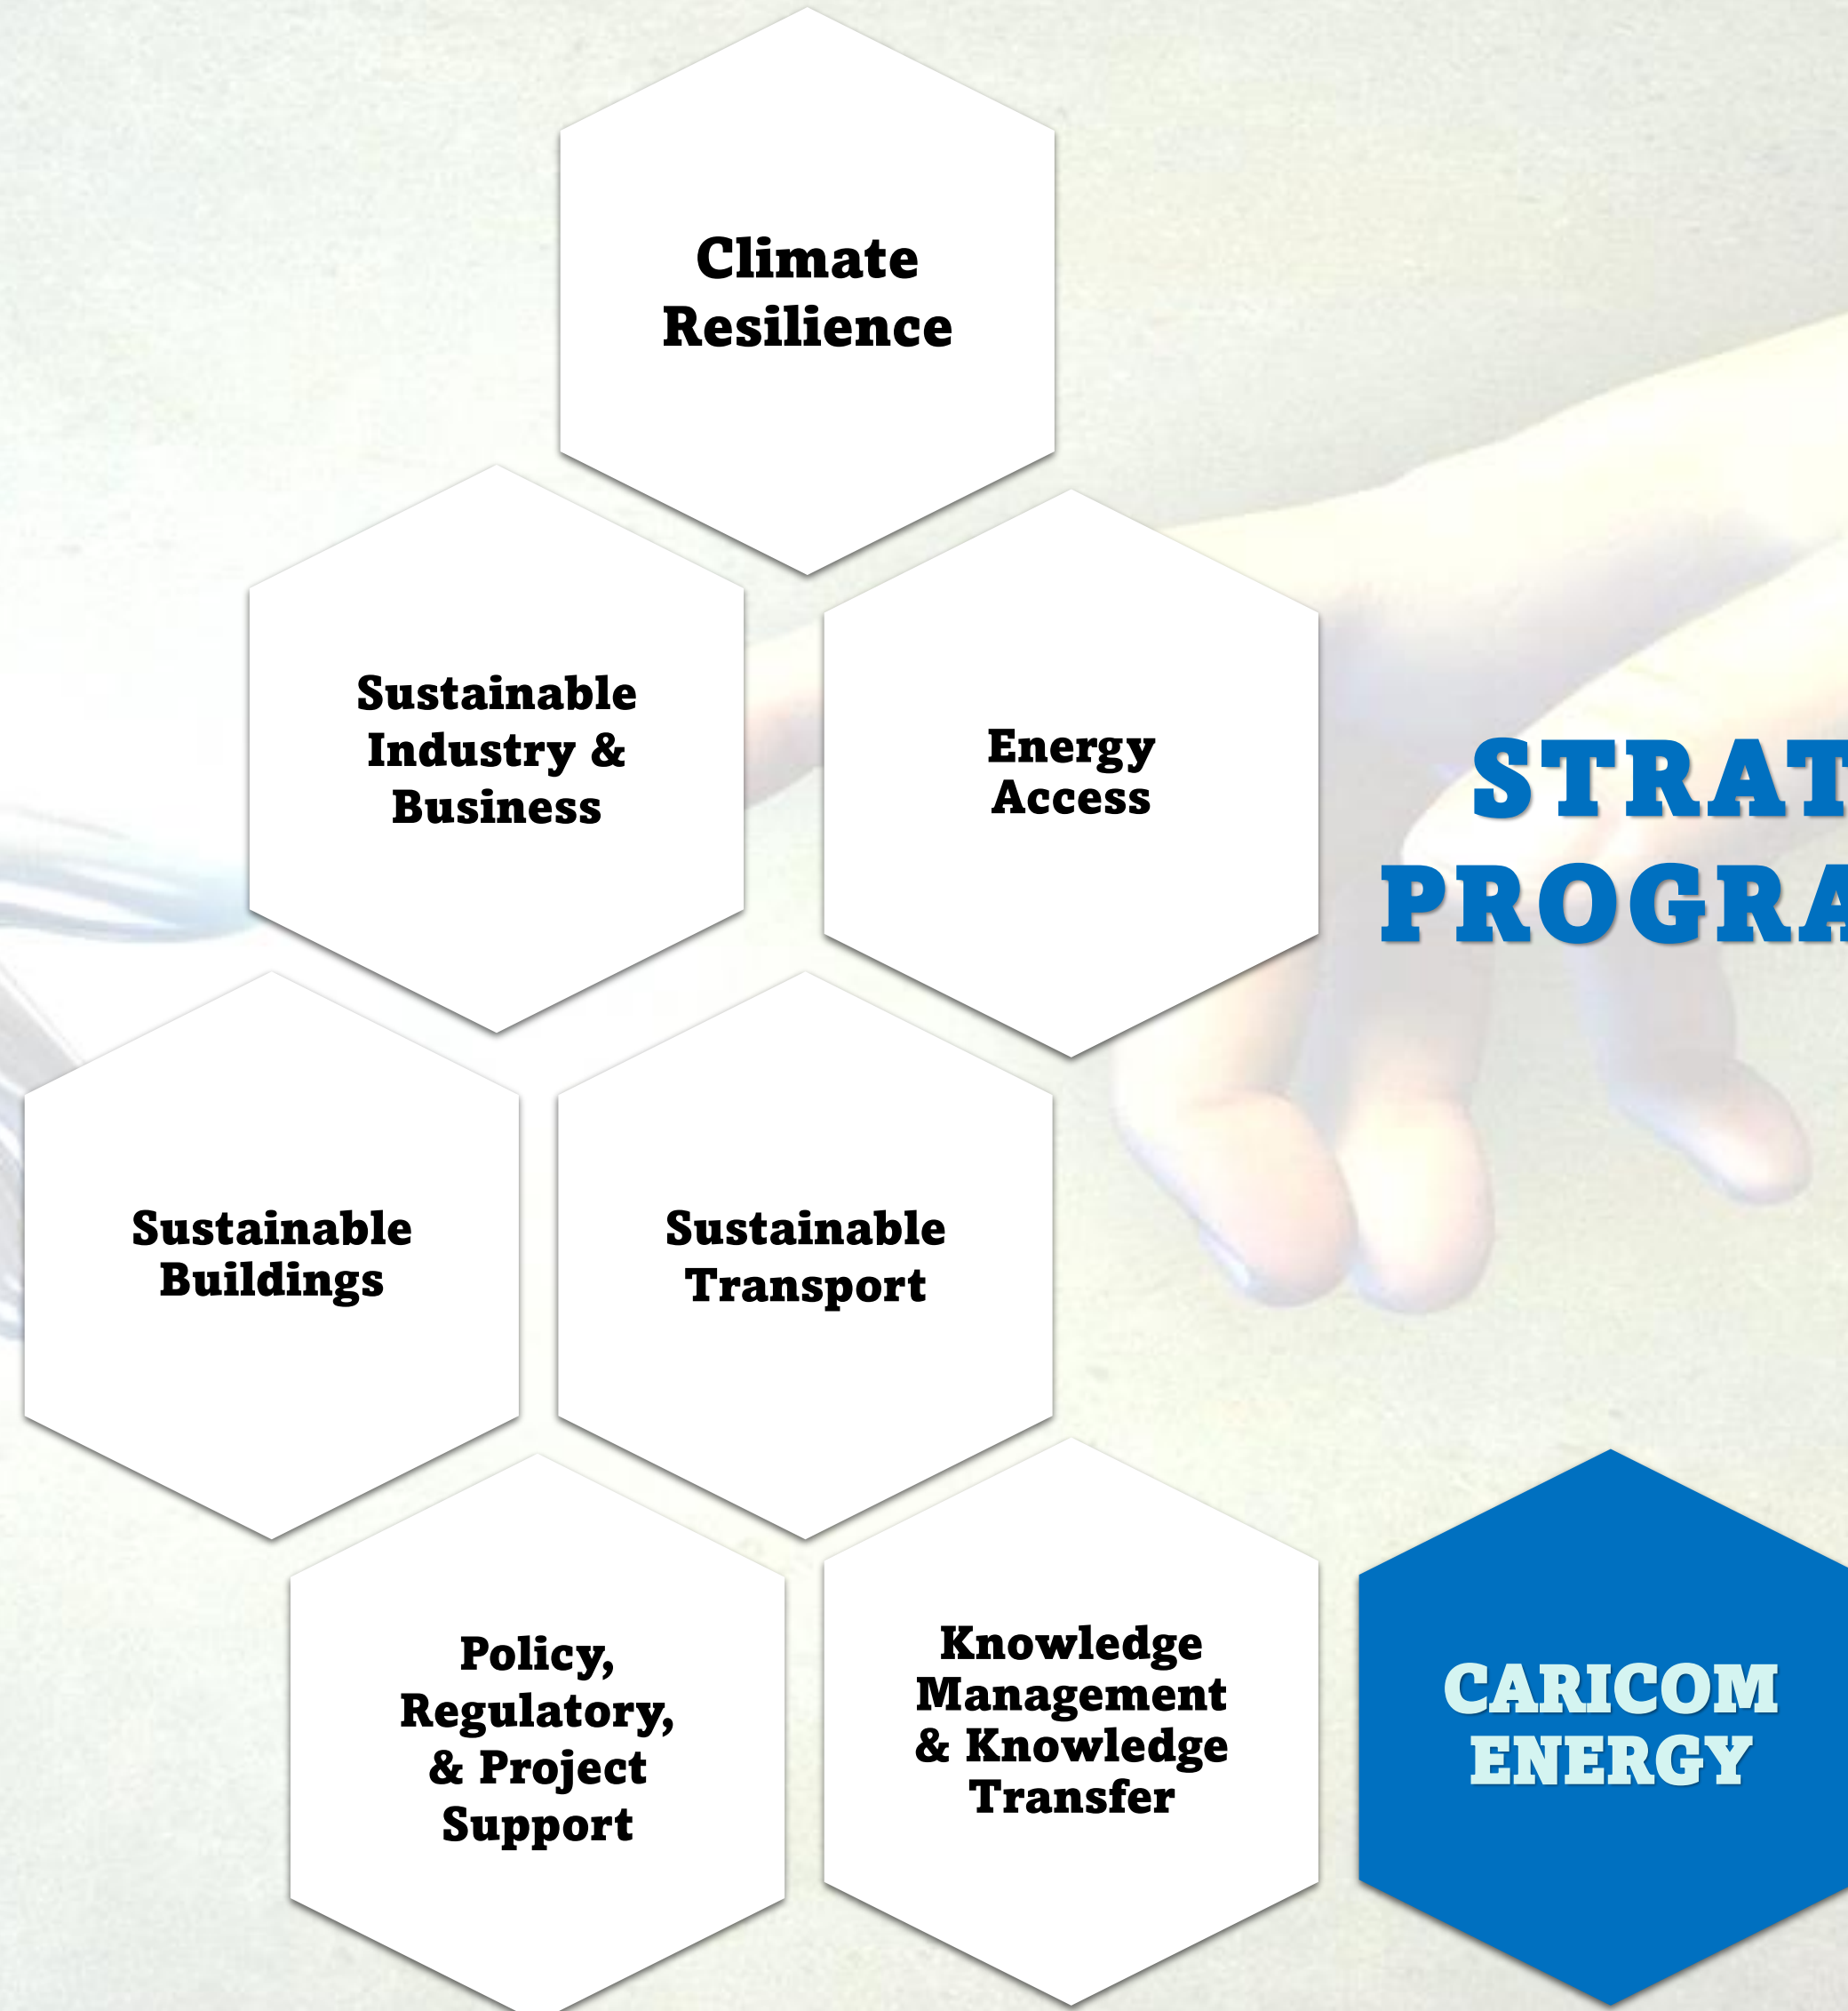 Climate
Resilience
Sustainable
Industry &
Business
Energy
Access
STRAT
PROGRA
Sustainable
Buildings
Sustainable
Transport
Policy,
Regulatory,
& Project
Support
Knowledge
Management
& Knowledge
Transfer
CARICOM
ENERGY